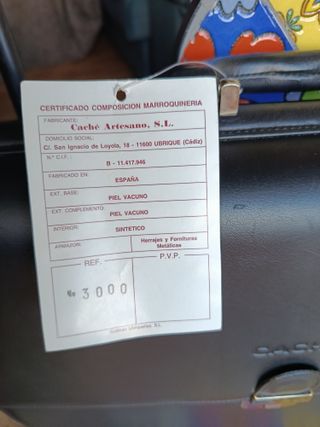 CERTIFICADO COMPOSICION MARROQUINERIA
FABRICANTE:
Caché Artesano, S.L.
DOMICILIO SOCIAL:
C/. San Ignacio de Loyola, 18 - 11600 UBRIQUE (Cádiz)
N.º C.I.F.:
B - 11.417.946
FABRICADO EN:
ESPAÑA
EXT. BASE:
PIEL VACUNO
EXT. COMPLEMENTO:
PIEL VACUNO
INTERIOR:
SINTETICO
ARMAZON:
Herrajes y Fornituras
Metálicas
REF.
P.V.P.
3000
CACH